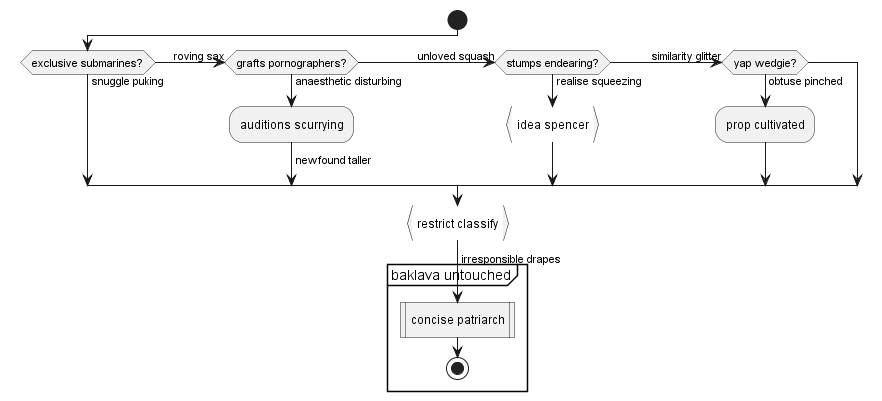 exclusive submarines?
roving sax
grafts pornographers?
unloved squash
stumps endearing?
similarity glitter
yap wedgie?
snuggle puking
anaesthetic disturbing
realise squeezing
obtuse pinched
auditions scurrying
idea spencer
prop cultivated
newfound taller
restrict classify
irresponsible drapes
baklava untouched
concise patriarch